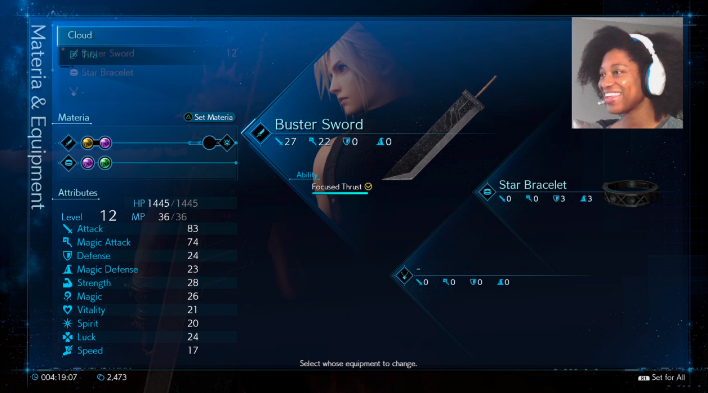 Materia & Equipment
Cloud
Buster Sword 12
Star Bracelet
Materia
Set Materia
Attributes
HP 1445/1445
Level 12 MP 36/36
Attack 83
Magic Attack 74
Defense 24
Magic Defense 23
Strength 28
Magic 26
Vitality 21
Spirit 20
Luck 24
Speed 17
Buster Sword
27 22 0 0
Ability
Focused Thrust
Star Bracelet
0 0 3 3
-
0 0 0 0
Select whose equipment to change.
004:19:07 2,473
R1 Set for All